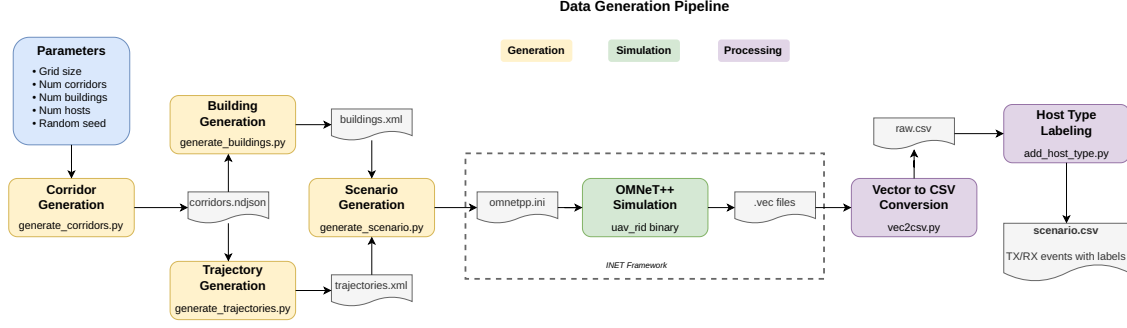 Data Generation Pipeline
Generation
Simulation
Processing
Parameters
• Grid size
• Num corridors
• Num buildings
• Num hosts
• Random seed
Corridor
Generation
generate_corridors.py
corridors.ndjson
Building
Generation
generate_buildings.py
buildings.xml
Trajectory
Generation
generate_trajectories.py
trajectories.xml
Scenario
Generation
generate_scenario.py
omnetpp.ini
OMNeT++
Simulation
uav_rid binary
.vec files
INET Framework
Vector to CSV
Conversion
vec2csv.py
raw.csv
Host Type
Labeling
add_host_type.py
scenario.csv
TX/RX events with labels